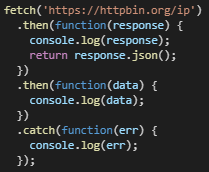 fetch('https://httpbin.org/ip')
  .then(function(response) {
    console.log(response);
    return response.json();
  })
  .then(function(data) {
    console.log(data);
  })
  .catch(function(err) {
    console.log(err);
  });